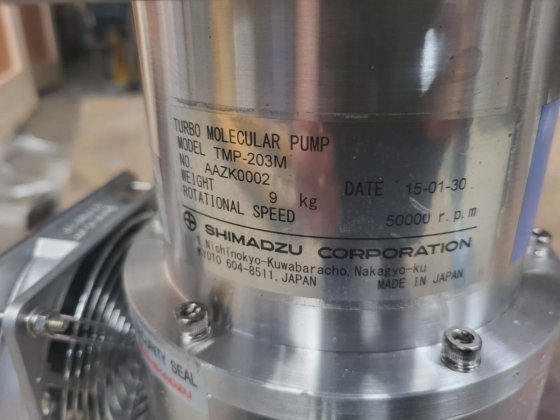 TURBO MOLECULAR PUMP
MODEL TMP-203M
NO. AAZK0002
WEIGHT 9 kg DATE 15-01-30
ROTATIONAL SPEED 50000 r.p.m
SHIMADZU CORPORATION
1, Nishinokyo-Kuwabaracho, Nakagyo-ku
KYOTO 604-8511, JAPAN MADE IN JAPAN
SEAL